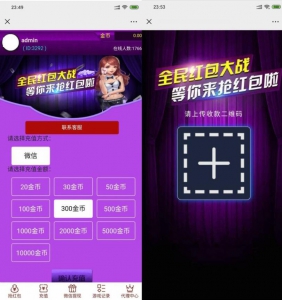 23:49
admin
(ID:3292)
金币
0.00
在线人数:1766
全民红包大战
等你来抢红包啦
联系客服
请选择充值方式:
微信
请选择充值金额:
20金币
30金币
50金币
100金币
300金币
500金币
1000金币
2000金币
5000金币
10000金币
确认充值
抢红包
充值
微信提现
游戏记录
代理中心
23:53
全民红包大战
等你来抢红包啦
请上传收款二维码